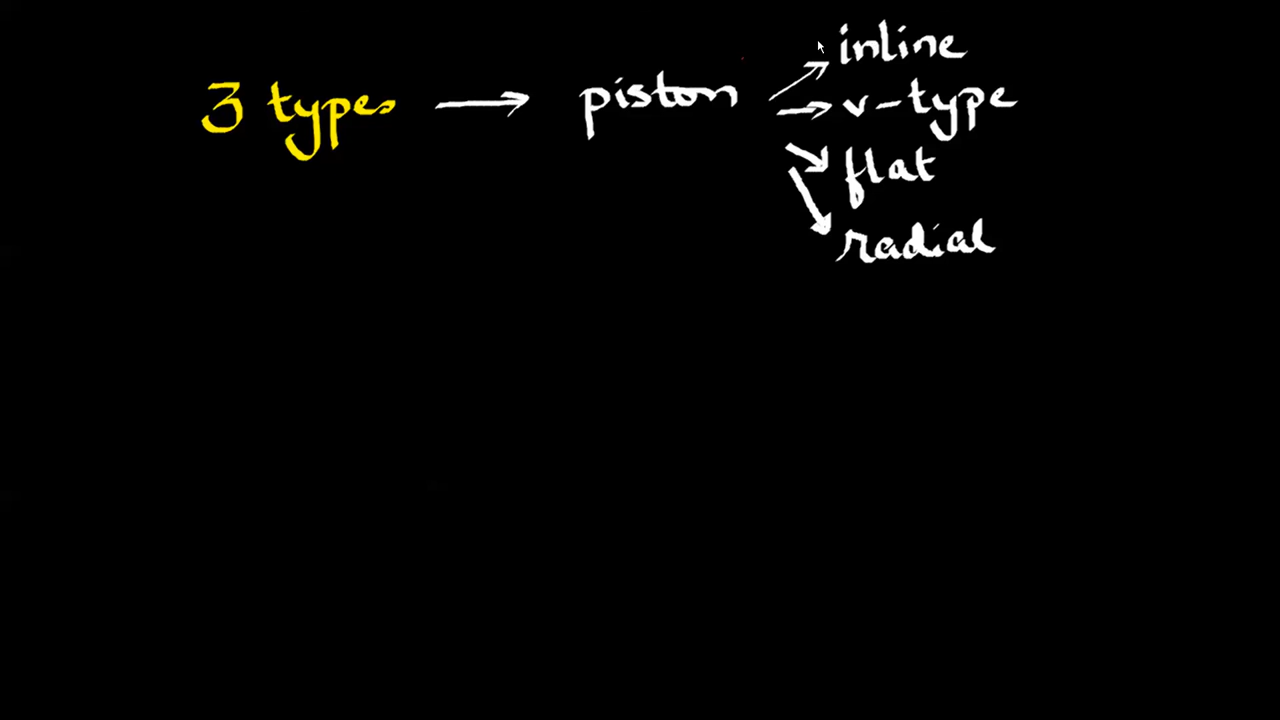 inline
3 types → piston → v-type
flat
radial